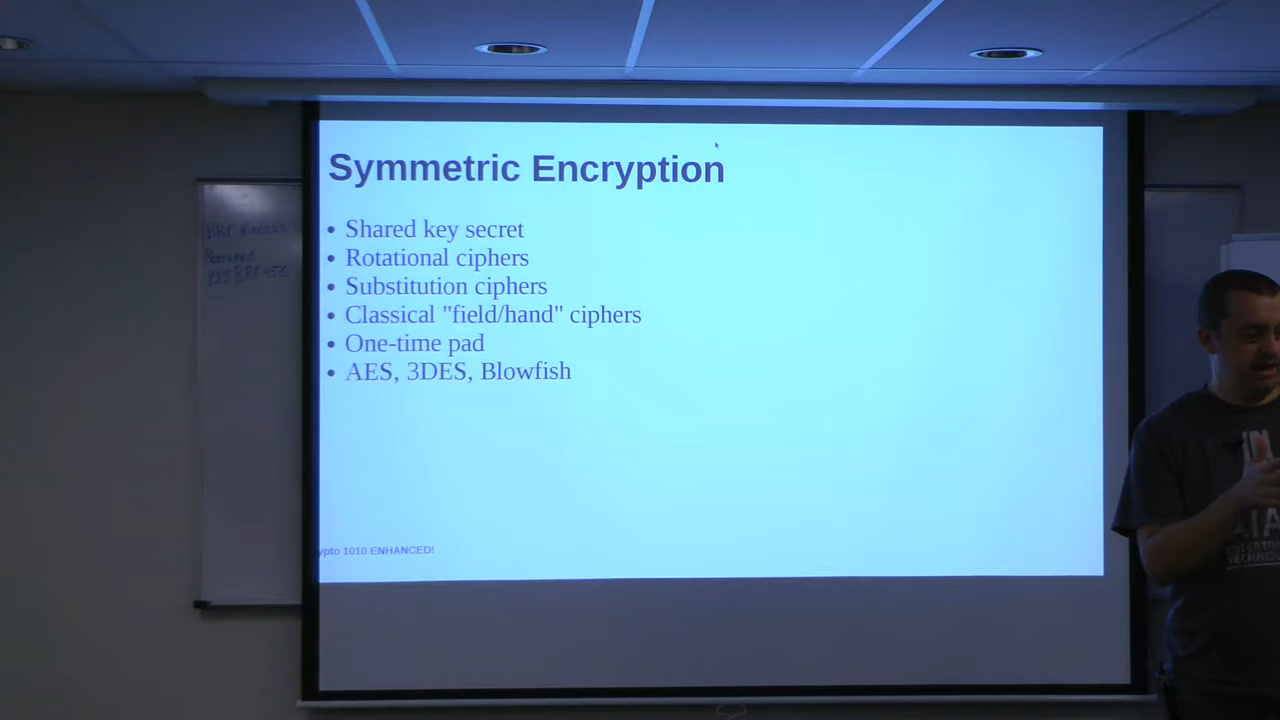 Symmetric Encryption
• Shared key secret
• Rotational ciphers
• Substitution ciphers
• Classical "field/hand" ciphers
• One-time pad
• AES, 3DES, Blowfish
ypto 1010 ENHANCED!